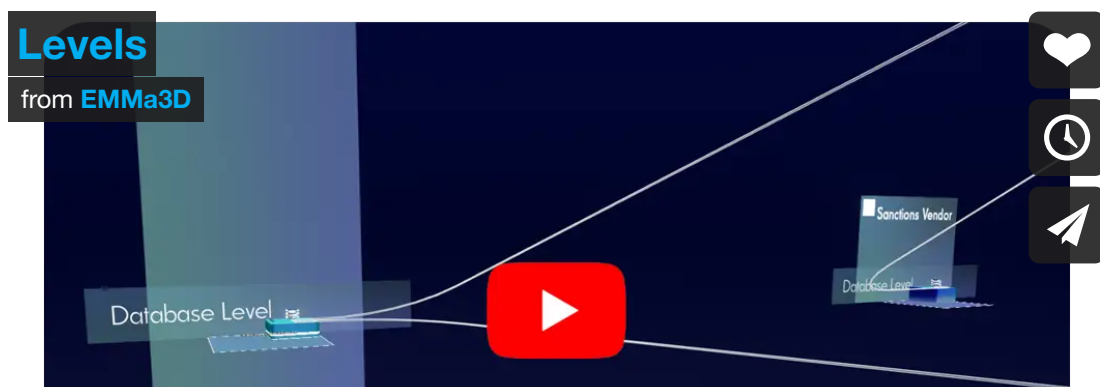 Levels
from EMMa3D
Sanctions Vendor
Database Level
Database Level